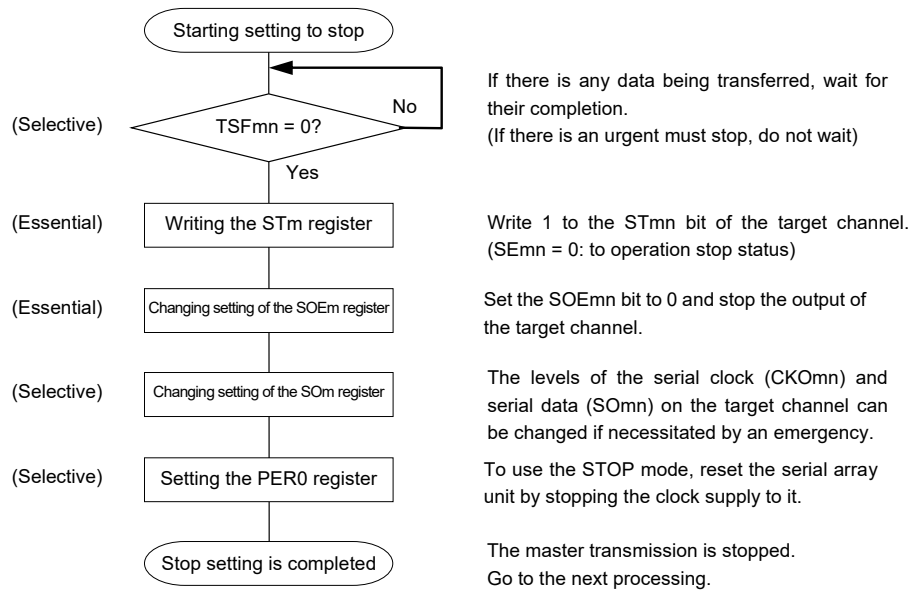 Starting setting to stop
No
(Selective)
TSFmn = 0?
If there is any data being transferred, wait for
their completion.
(If there is an urgent must stop, do not wait)
Yes
(Essential)
Writing the STm register
Write 1 to the STmn bit of the target channel.
(SEmn = 0: to operation stop status)
(Essential)
Changing setting of the SOEm register
Set the SOEmn bit to 0 and stop the output of
the target channel.
(Selective)
Changing setting of the SOm register
The levels of the serial clock (CKOmn) and
serial data (SOmn) on the target channel can
be changed if necessitated by an emergency.
(Selective)
Setting the PER0 register
To use the STOP mode, reset the serial array
unit by stopping the clock supply to it.
Stop setting is completed
The master transmission is stopped.
Go to the next processing.